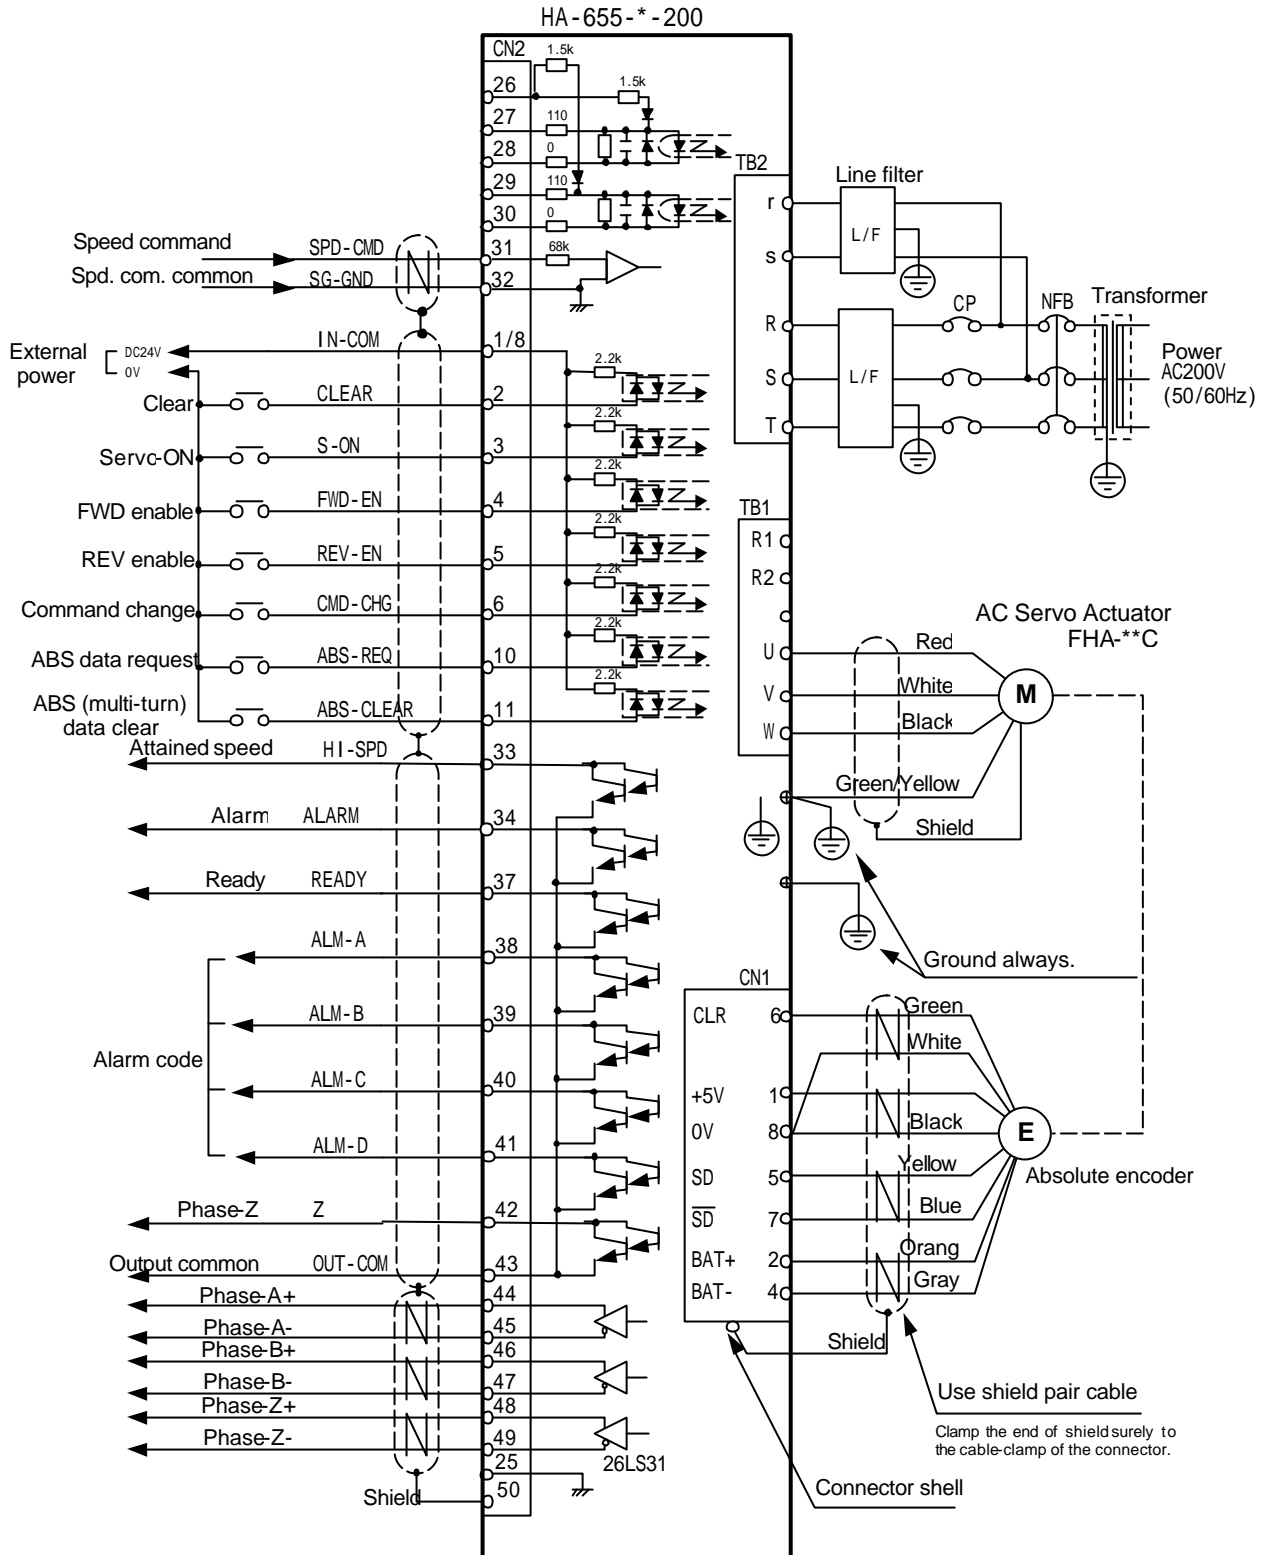 HA-655-*-200
CN2
1.5k
26
1.5k
27
110
28
0
29
110
30
0
Speed command
SPD-CMD
31
68k
Spd. com. common
SG-GND
32
External
power
DC24V
0V
IN-COM
1/8
2.2k
Clear
CLEAR
2
2.2k
Servo-ON
S-ON
3
2.2k
FWD enable
FWD-EN
4
2.2k
REV enable
REV-EN
5
2.2k
Command change
CMD-CHG
6
2.2k
ABS data request
ABS-REQ
10
2.2k
ABS (multi-turn)
data clear
ABS-CLEAR
11
Attained speed
HI-SPD
33
Alarm
ALARM
34
Ready
READY
37
Alarm code
ALM-A
38
ALM-B
39
ALM-C
40
ALM-D
41
Phase-Z
Z
42
Output common
OUT-COM
43
Phase-A+
44
Phase-A-
45
Phase-B+
46
Phase-B-
47
Phase-Z+
48
Phase-Z-
49
26LS31
25
Shield
50
TB2
Line filter
r
L/F
s
R
CP
NFB
Transformer
S
L/F
Power
AC200V
(50/60Hz)
T
TB1
R1
R2
AC Servo Actuator
FHA-**C
U
Red
V
White
M
W
Black
Green/Yellow
Shield
Ground always.
CN1
CLR
6
Green
White
+5V
1
0V
8
Black
E
SD
5
Yellow
Absolute encoder
SD
7
Blue
BAT+
2
Orang
BAT-
4
Gray
Shield
Use shield pair cable
Clamp the end of shield surely to
the cable-clamp of the connector.
Connector shell